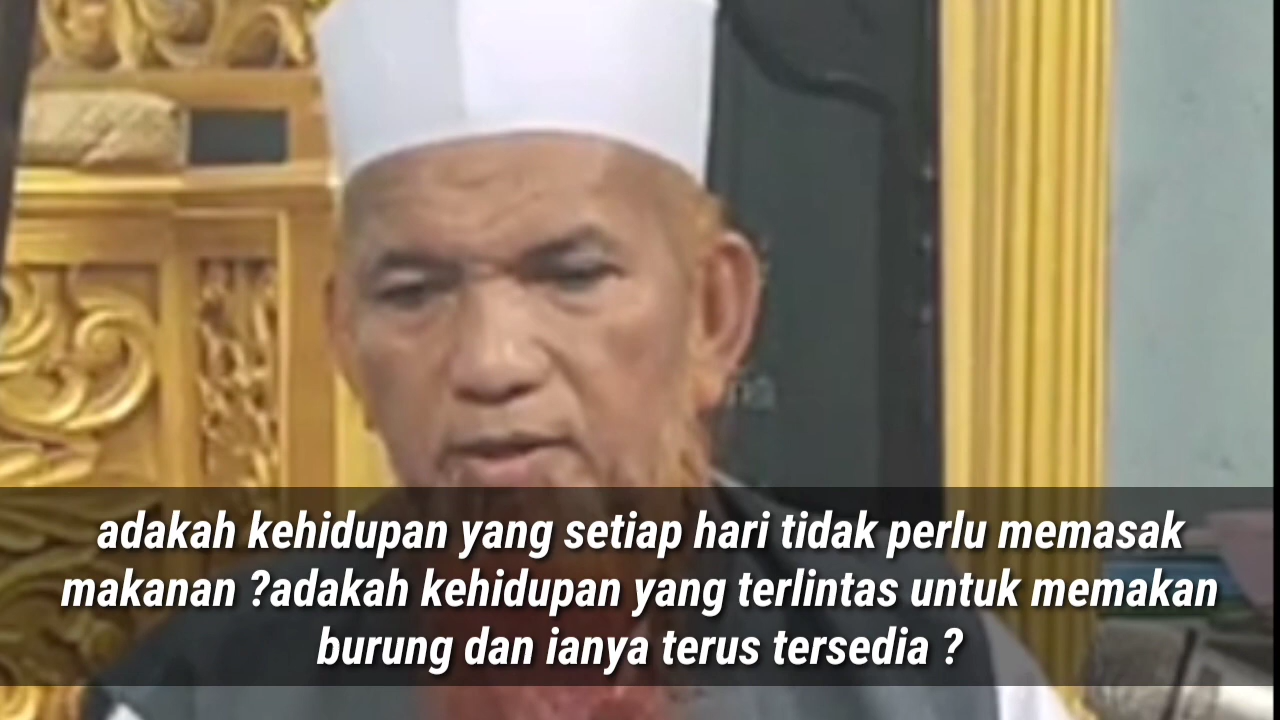 adakah kehidupan yang setiap hari tidak perlu memasak
makanan ?adakah kehidupan yang terlintas untuk memakan
burung dan ianya terus tersedia ?